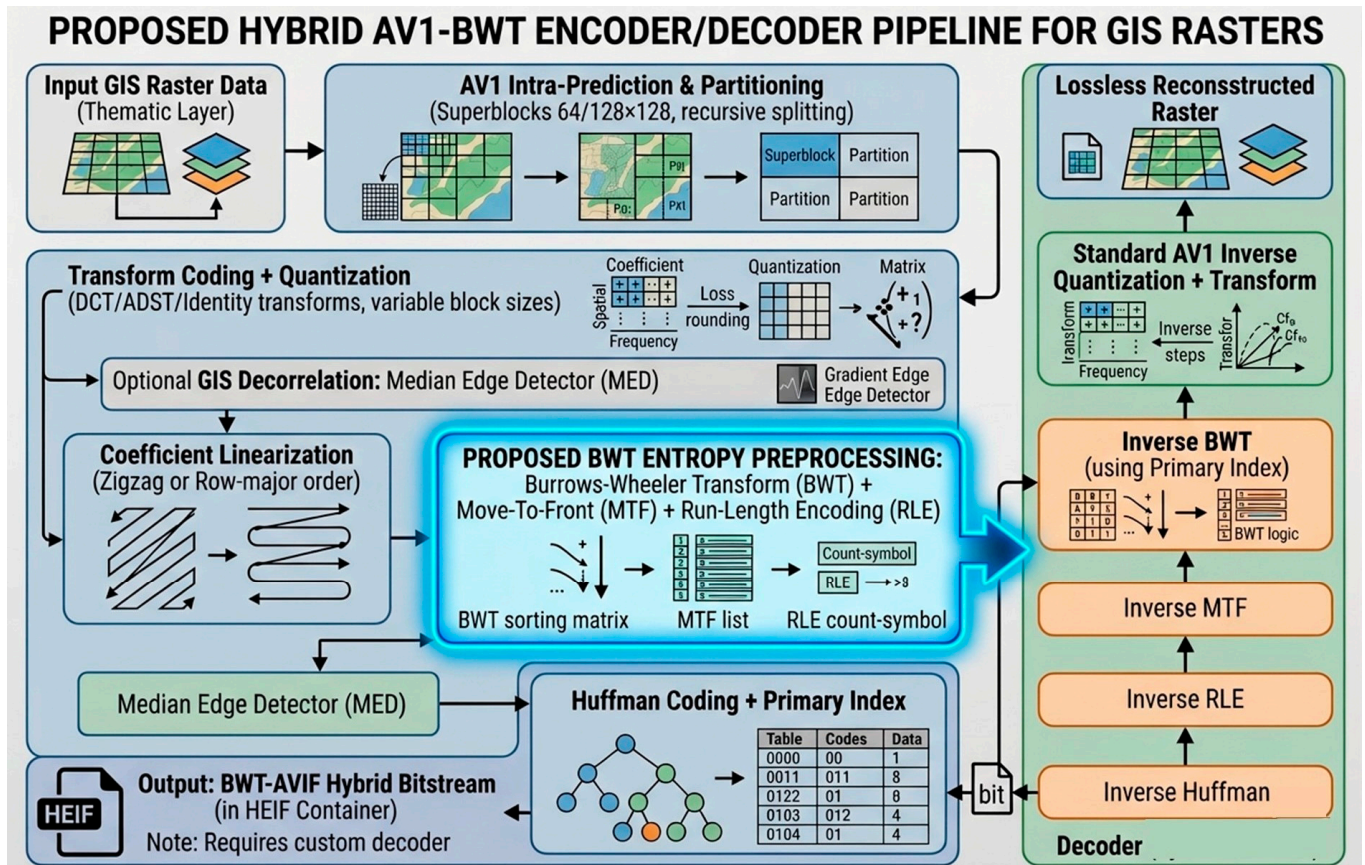 PROPOSED HYBRID AV1-BWT ENCODER/DECODER PIPELINE FOR GIS RASTERS
Input GIS Raster Data
(Thematic Layer)
AV1 Intra-Prediction & Partitioning
(Superblocks 64/128×128, recursive splitting)
Superblock
Partition
Partition
Partition
Lossless Reconsstructed
Raster
Transform Coding + Quantization
(DCT/ADST/Identity transforms, variable block sizes)
Coefficient
Spatial
Frequency
Loss
rounding
Quantization
Matrix
Optional GIS Decorrelation: Median Edge Detector (MED)
Gradient Edge
Edge Detector
Coefficient Linearization
(Zigzag or Row-major order)
PROPOSED BWT ENTROPY PREPROCESSING:
Burrows-Wheeler Transform (BWT) +
Move-To-Front (MTF) + Run-Length Encoding (RLE)
Count-symbol
RLE
BWT sorting matrix
MTF list
RLE count-symbol
Median Edge Detector (MED)
Huffman Coding + Primary Index
Table Codes Data
0000 00 1
0011 011 8
0122 01 8
0103 012 4
0104 01 4
HEIF
Output: BWT-AVIF Hybrid Bitstream
(in HEIF Container)
Note: Requires custom decoder
bit
Standard AV1 Inverse
Quantization + Transform
Frequency
Inverse
steps
Transfor
Inverse BWT
(using Primary Index)
BWT logic
Inverse MTF
Inverse RLE
Inverse Huffman
Decoder